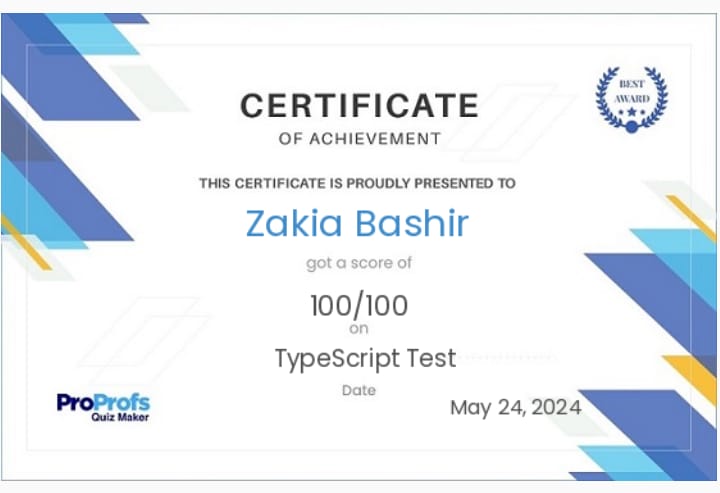 BEST
AWARD
CERTIFICATE
OF ACHIEVEMENT
THIS CERTIFICATE IS PROUDLY PRESENTED TO
Zakia Bashir
got a score of
100/100
on
TypeScript Test
Date
May 24, 2024
ProProfs
Quiz Maker